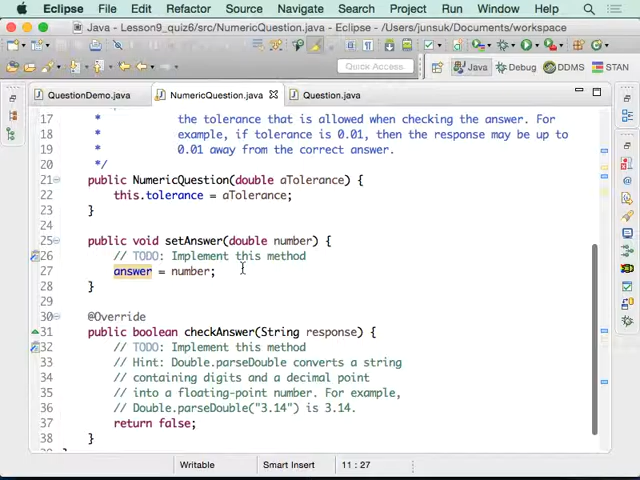 Eclipse File Edit Refactor Source Navigate Search Project Run Window Help
Java - Lesson9_quiz6/src/NumericQuestion.java - Eclipse - /Users/junsuk/Documents/workspace
Quick Access Java Debug DDMS STAN
QuestionDemo.java NumericQuestion.java Question.java
17 * the tolerance that is allowed when checking the answer. For
18 * example, if tolerance is 0.01, then the response may be up to
19 * 0.01 away from the correct answer.
20 */
21 public NumericQuestion(double aTolerance) {
22 this.tolerance = aTolerance;
23 }
24
25 public void setAnswer(double number) {
26 // TODO: Implement this method
27 answer = number;
28 }
29
30 @Override
31 public boolean checkAnswer(String response) {
32 // TODO: Implement this method
33 // Hint: Double.parseDouble converts a string
34 // containing digits and a decimal point
35 // into a floating-point number. For example,
36 // Double.parseDouble("3.14") is 3.14.
37 return false;
38 }
Writable Smart Insert 11 : 27